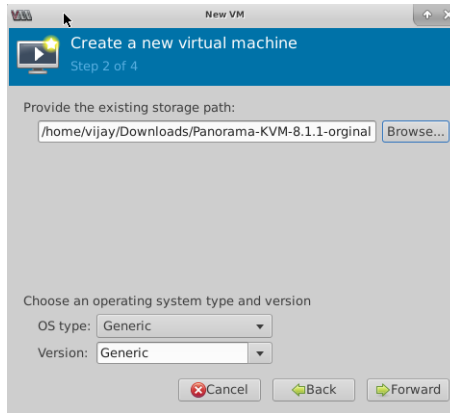 New VM
Create a new virtual machine
Step 2 of 4
Provide the existing storage path:
/home/vijay/Downloads/Panorama-KVM-8.1.1-orginal Browse...
Choose an operating system type and version
OS type: Generic
Version: Generic
Cancel Back Forward